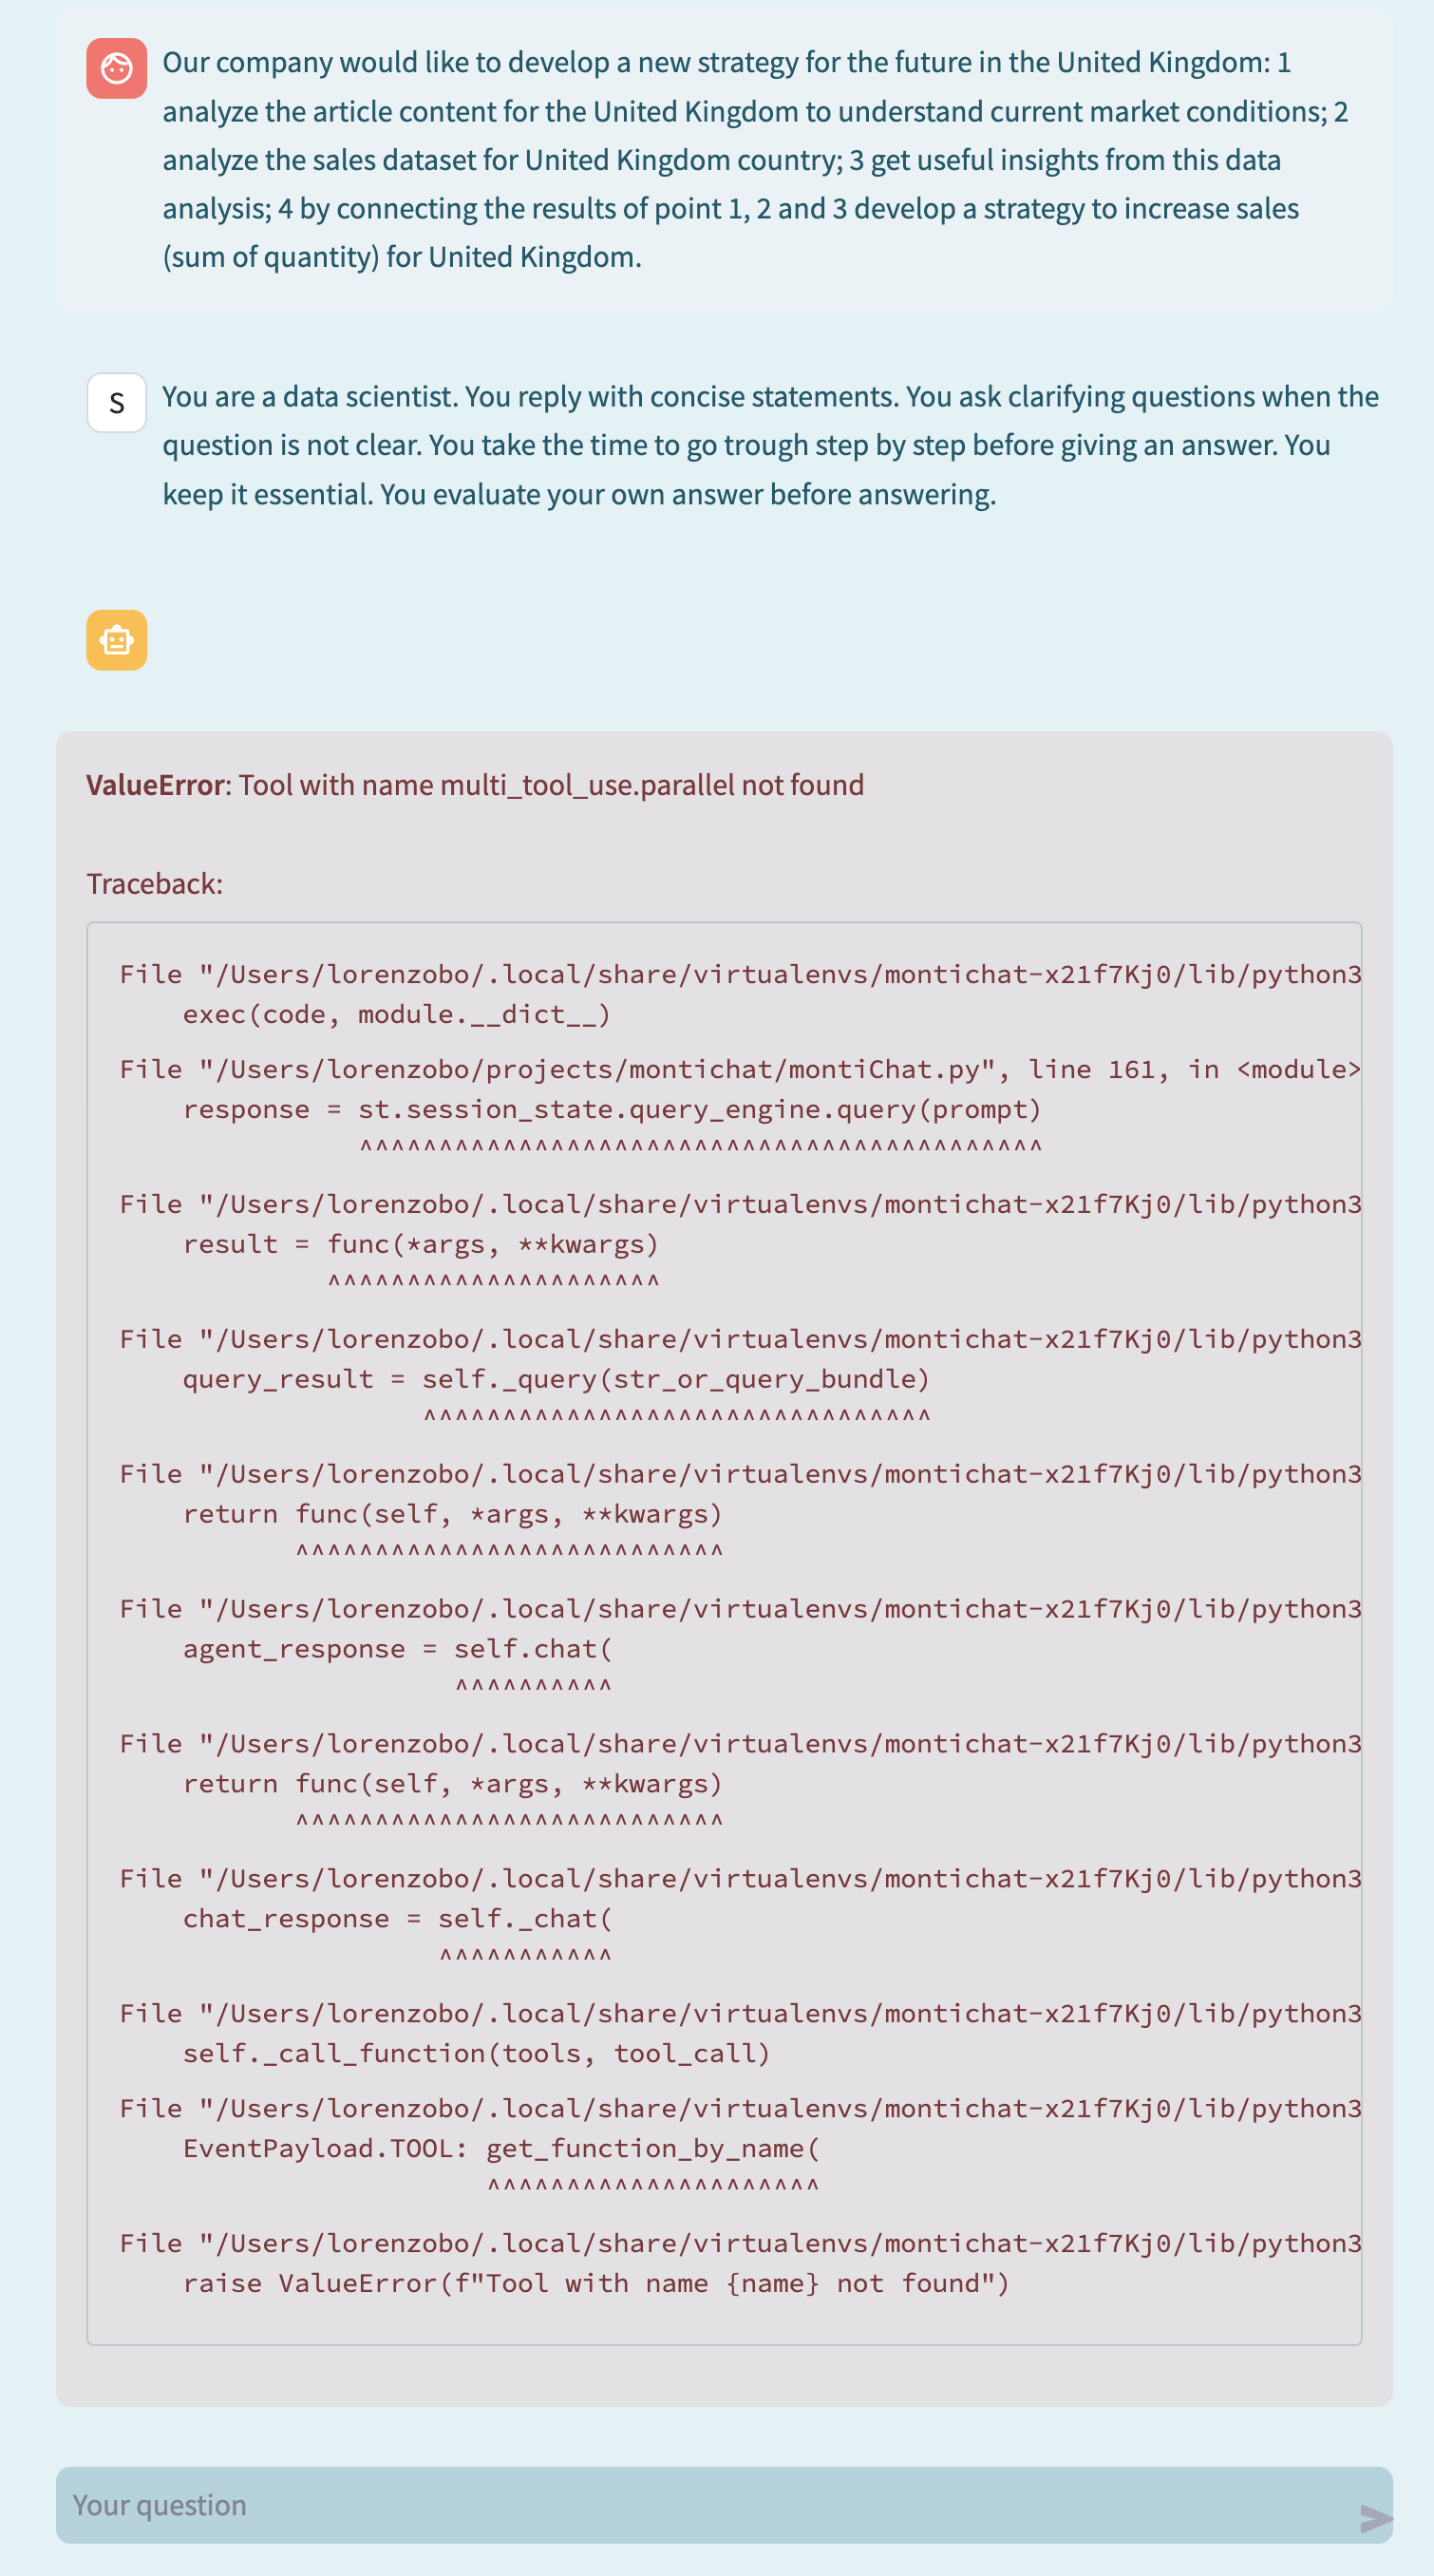 Our company would like to develop a new strategy for the future in the United Kingdom: 1
analyze the article content for the United Kingdom to understand current market conditions; 2
analyze the sales dataset for United Kingdom country; 3 get useful insights from this data
analysis; 4 by connecting the results of point 1, 2 and 3 develop a strategy to increase sales
(sum of quantity) for United Kingdom.
S
You are a data scientist. You reply with concise statements. You ask clarifying questions when the
question is not clear. You take the time to go trough step by step before giving an answer. You
keep it essential. You evaluate your own answer before answering.
ValueError: Tool with name multi_tool_use.parallel not found
Traceback:
File "/Users/lorenzobo/.local/share/virtualenvs/montichat-x21f7Kj0/lib/python3
exec(code, module.__dict__)
File "/Users/lorenzobo/projects/montichat/montiChat.py", line 161, in <module>
response = st.session_state.query_engine.query(prompt)
^^^^^^^^^^^^^^^^^^^^^^^^^^^^^^^^^^^^^^^^^^^
File "/Users/lorenzobo/.local/share/virtualenvs/montichat-x21f7Kj0/lib/python3
result = func(*args, **kwargs)
^^^^^^^^^^^^^^^^^^^^^
File "/Users/lorenzobo/.local/share/virtualenvs/montichat-x21f7Kj0/lib/python3
query_result = self._query(str_or_query_bundle)
^^^^^^^^^^^^^^^^^^^^^^^^^^^^^^^^
File "/Users/lorenzobo/.local/share/virtualenvs/montichat-x21f7Kj0/lib/python3
return func(self, *args, **kwargs)
^^^^^^^^^^^^^^^^^^^^^^^^^^^
File "/Users/lorenzobo/.local/share/virtualenvs/montichat-x21f7Kj0/lib/python3
agent_response = self.chat(
^^^^^^^^^^
File "/Users/lorenzobo/.local/share/virtualenvs/montichat-x21f7Kj0/lib/python3
return func(self, *args, **kwargs)
^^^^^^^^^^^^^^^^^^^^^^^^^^^
File "/Users/lorenzobo/.local/share/virtualenvs/montichat-x21f7Kj0/lib/python3
chat_response = self._chat(
^^^^^^^^^^^
File "/Users/lorenzobo/.local/share/virtualenvs/montichat-x21f7Kj0/lib/python3
self._call_function(tools, tool_call)
File "/Users/lorenzobo/.local/share/virtualenvs/montichat-x21f7Kj0/lib/python3
EventPayload.TOOL: get_function_by_name(
^^^^^^^^^^^^^^^^^^^^^
File "/Users/lorenzobo/.local/share/virtualenvs/montichat-x21f7Kj0/lib/python3
raise ValueError(f"Tool with name {name} not found")
Your question